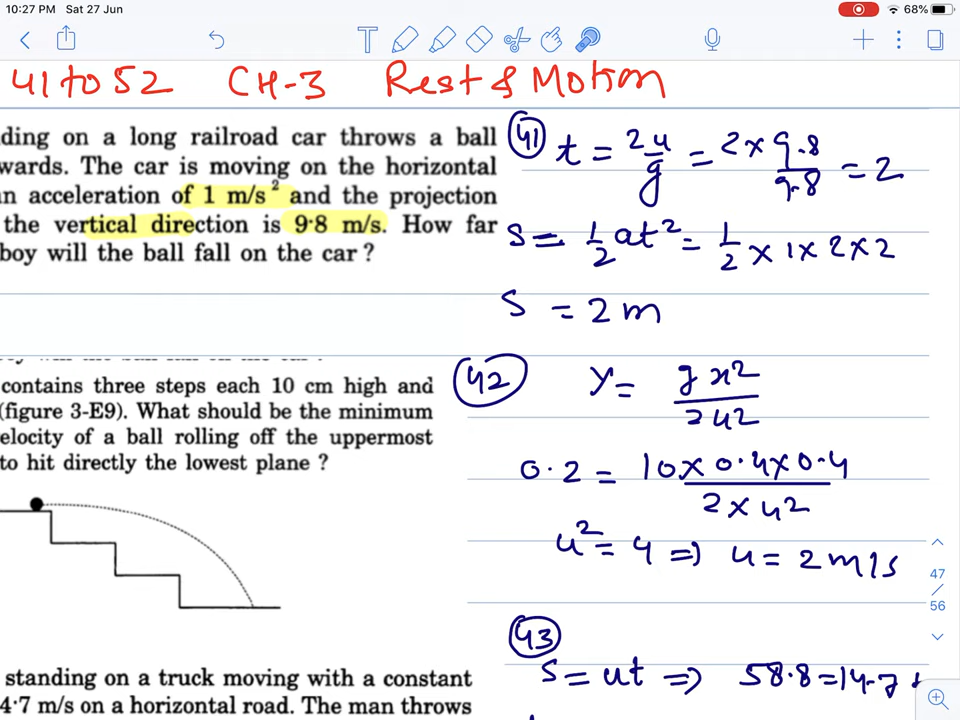 10:27 PM Sat 27 Jun
68%
T
41 to 52 CH-3 Rest & Motion
ding on a long railroad car throws a ball
wards. The car is moving on the horizontal
n acceleration of 1 m/s² and the projection
the vertical direction is 9·8 m/s. How far
boy will the ball fall on the car ?
41 t = 2u/g = 2×9.8/9.8 = 2
s = 1/2 at² = 1/2 × 1×2×2
s = 2m
contains three steps each 10 cm high and
(figure 3-E9). What should be the minimum
elocity of a ball rolling off the uppermost
to hit directly the lowest plane ?
42 y = gx²/2u²
0.2 = 10×0.4×0.4/2×u²
u² = 4 ⇒ u = 2m/s
47
/
56
43
s = ut ⇒ 58.8 = 14.7
standing on a truck moving with a constant
4·7 m/s on a horizontal road. The man throws